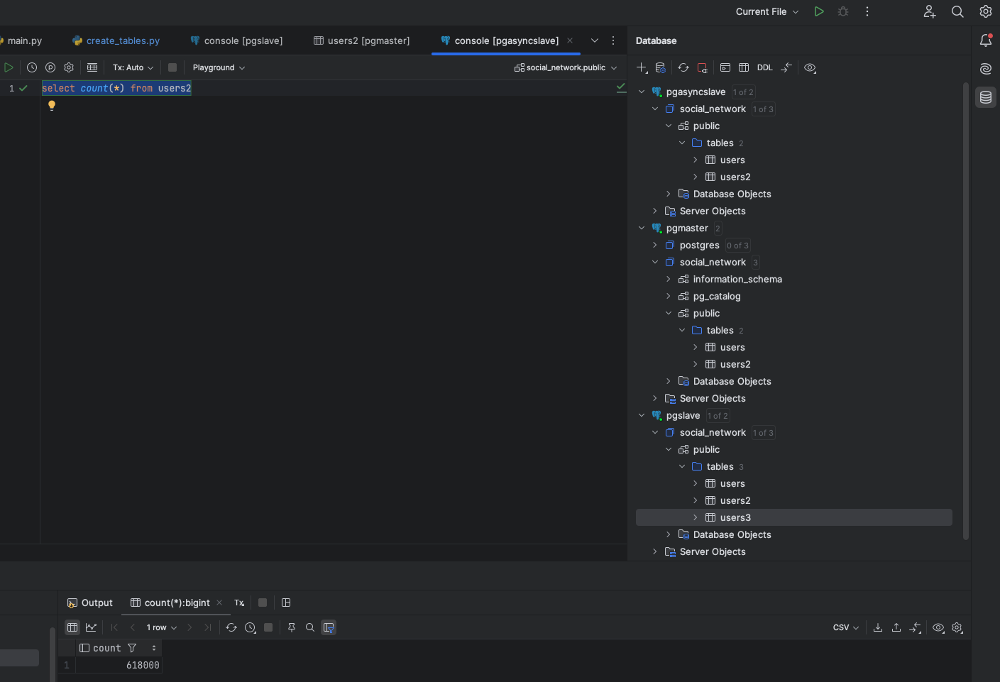 Current File
main.py
create_tables.py
console [pgslave]
users2 [pgmaster]
console [pgasyncslave]
Database
Tx: Auto
Playground
social_network.public
DDL
1
select count(*) from users2
pgasyncslave 1 of 2
social_network 1 of 3
public
tables 2
users
users2
Database Objects
Server Objects
pgmaster 2
postgres 0 of 3
social_network 3
information_schema
pg_catalog
public
tables 2
users
users2
Database Objects
Server Objects
pgslave 1 of 2
social_network 1 of 3
public
tables 3
users
users2
users3
Database Objects
Server Objects
Output
count(*):bigint
Tx
1 row
CSV
count
1
618000